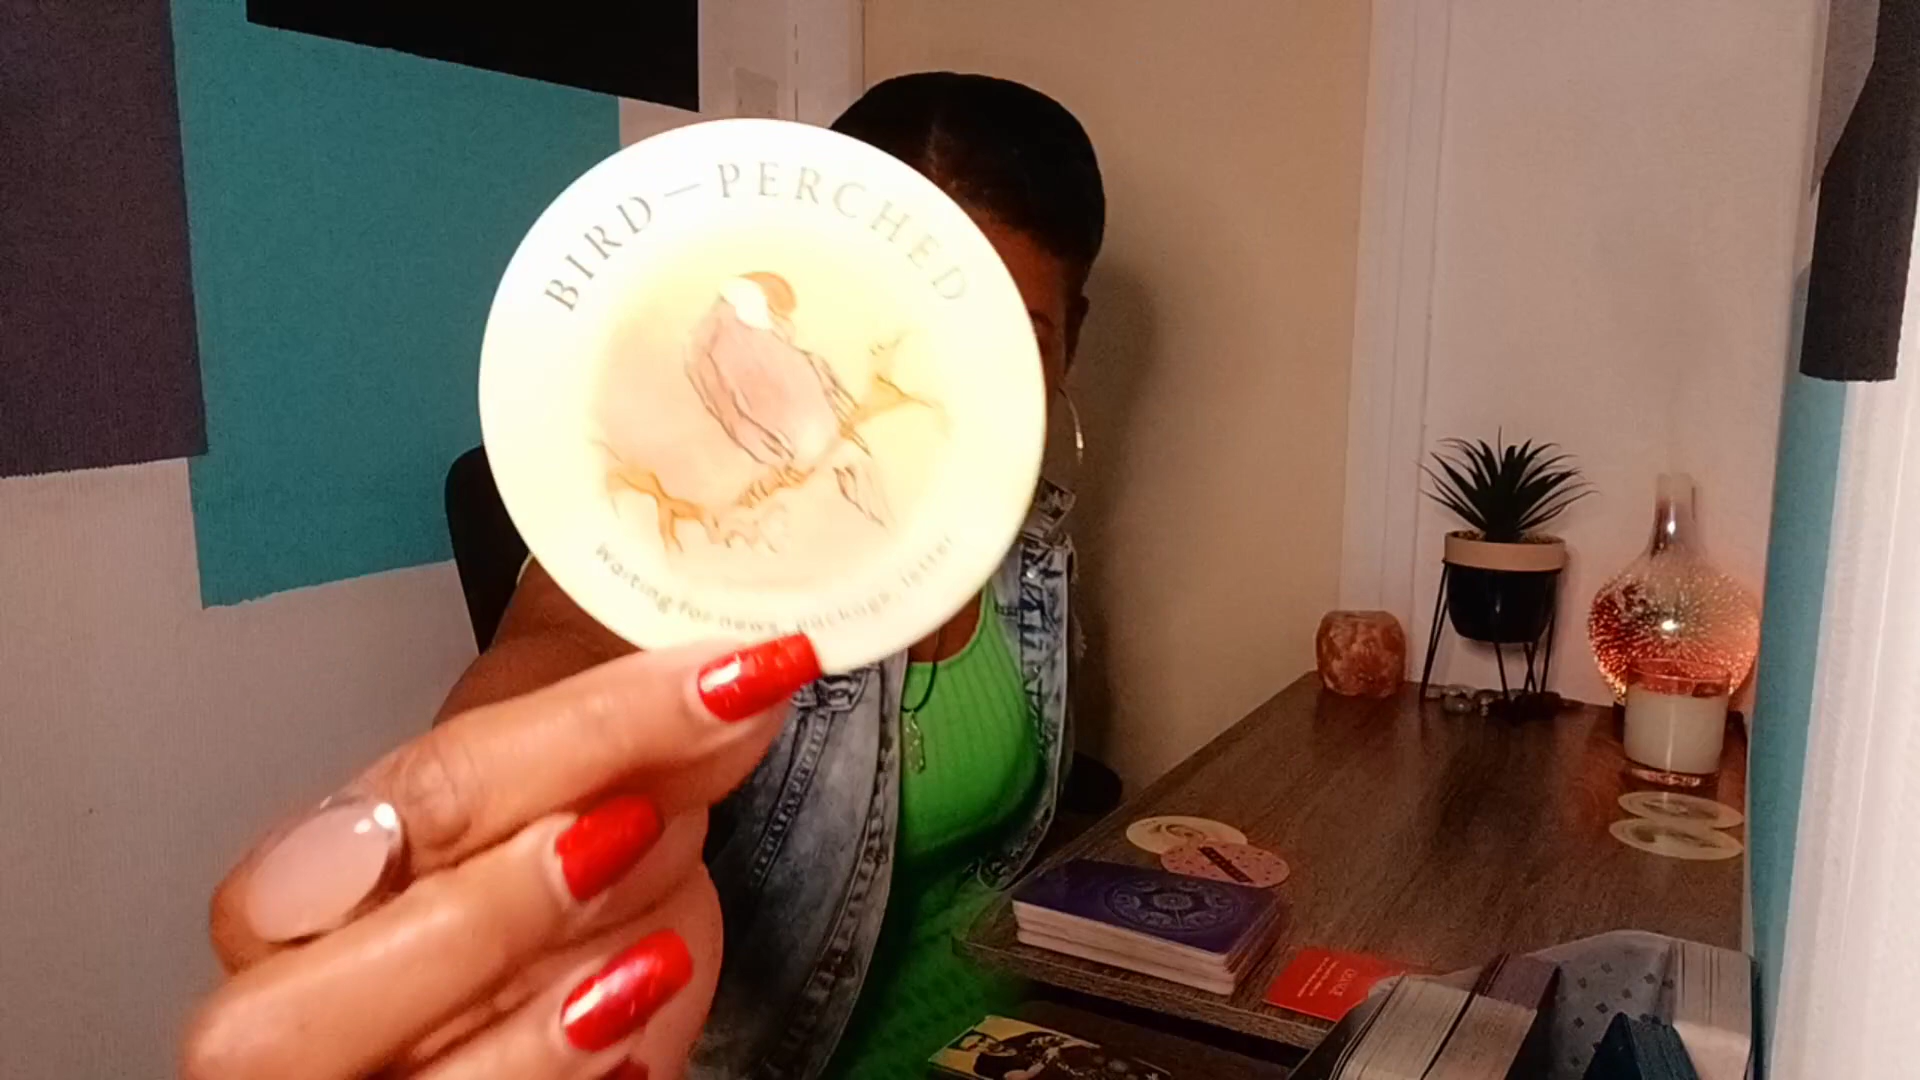 BIRD—PERCHED
Waiting for news, package, letter